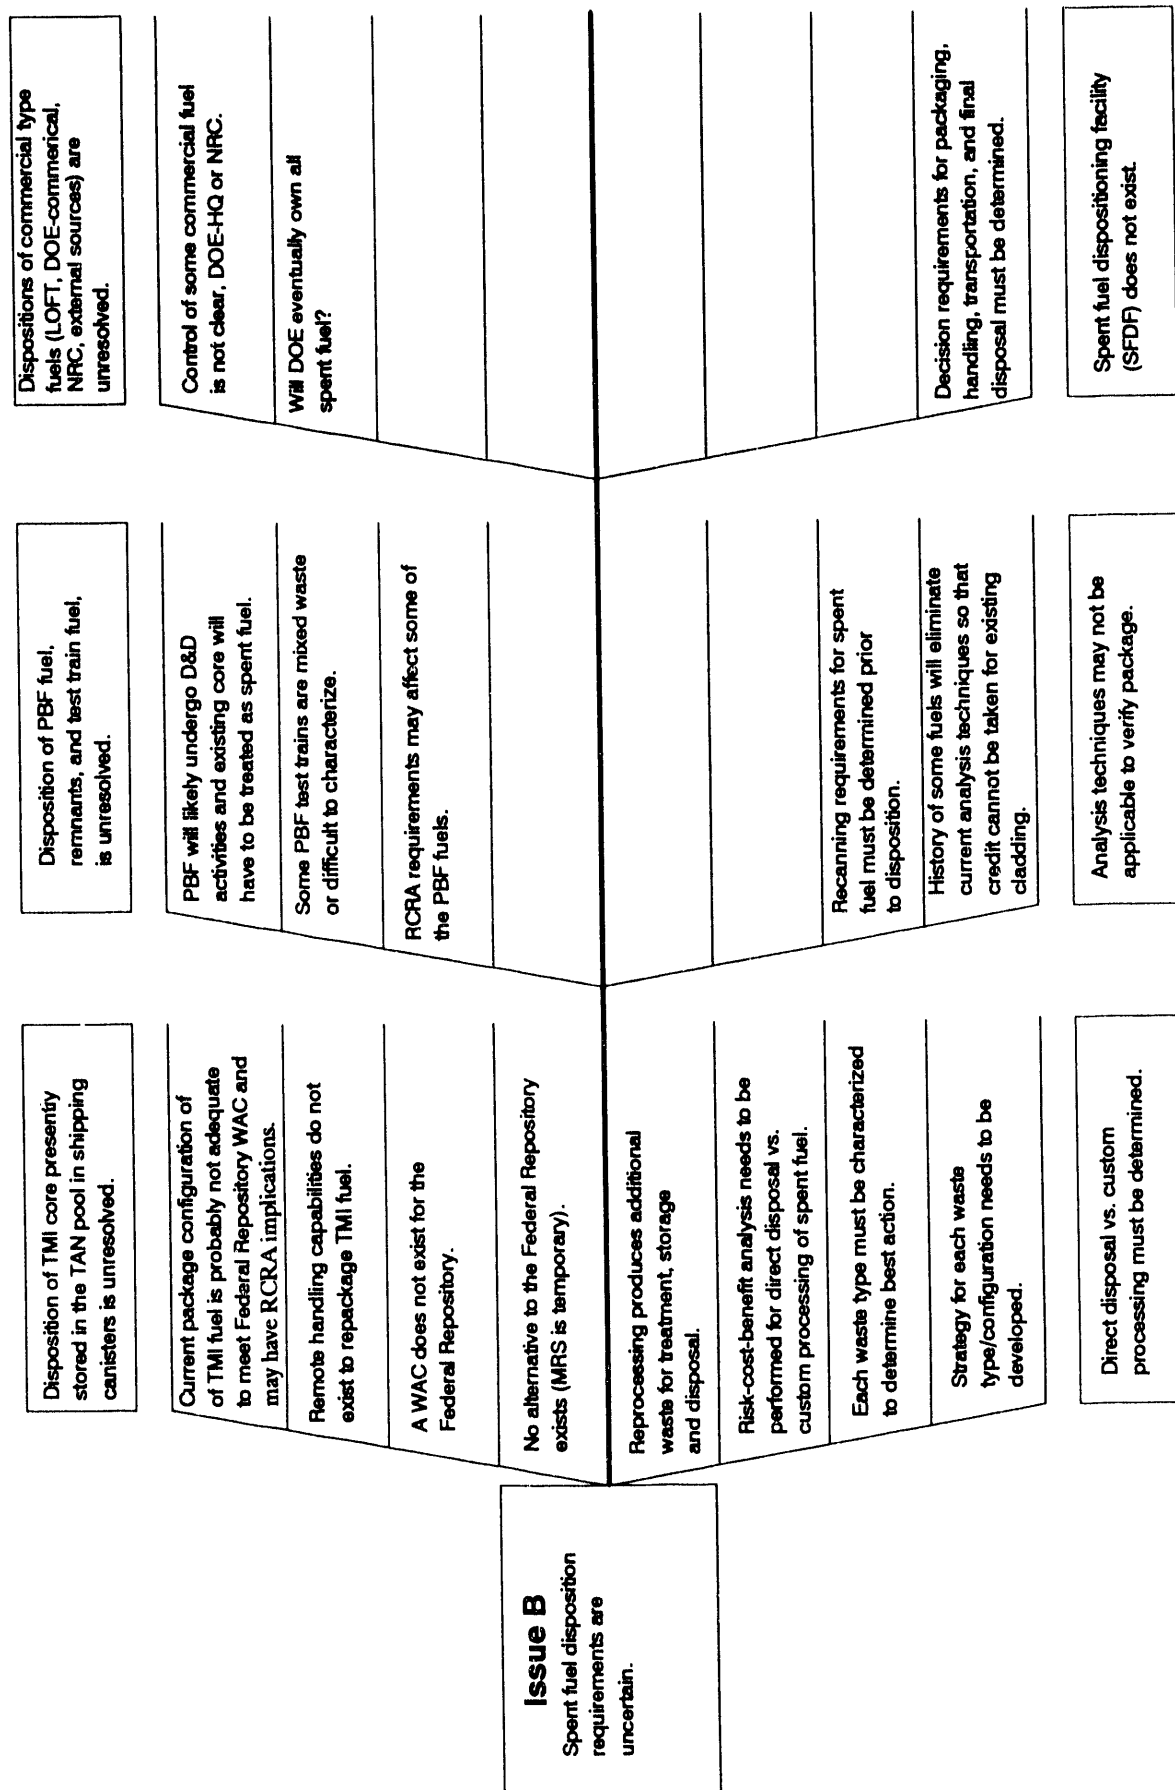 Issue B
Spent fuel disposition
requirements are
uncertain.
Disposition of TMI core presentry
stored in the TAN pool in shipping
canisters is unresolved.
Current package configuration of
of TMI fuel is probably not adequate
to meet Federal Repository WAC and
may have RCRA implications.
Remote handling capabilities do not
exist to repackage TMI fuel.
A WAC does not exist for the
Federal Repository.
No alternative to the Federal Repository
exists (MRS is temporary).
Reprocessing produces additional
waste for treatment, storage
and disposal.
Risk-cost-benefit analysis needs to be
performed for direct disposal vs.
custom processing of spent fuel.
Each waste type must be characterized
to determine best action.
Strategy for each waste
type/configuration needs to be
developed.
Direct disposal vs. custom
processing must be determined.
Disposition of PBF fuel,
remnants, and test train fuel,
is unresolved.
PBF will likely undergo D&D
activities and existing core will
have to be treated as spent fuel.
Some PBF test trains are mixed waste
or difficult to characterize.
RCRA requirements may affect some of
the PBF fuels.
Recanning requirements for spent
fuel must be determined prior
to disposition.
History of some fuels will eliminate
current analysis techniques so that
credit cannot be taken for existing
cladding.
Analysis techniques may not be
applicable to verify package.
Dispositions of commercial type
fuels (LOFT, DOE-commerical,
NRC, external sources) are
unresolved.
Control of some commercial fuel
is not clear, DOE-HQ or NRC.
Will DOE eventually own all
spent fuel?
Decision requirements for packaging,
handling, transportation, and final
disposal must be determined.
Spent fuel dispositioning facility
(SFDF) does not exist.